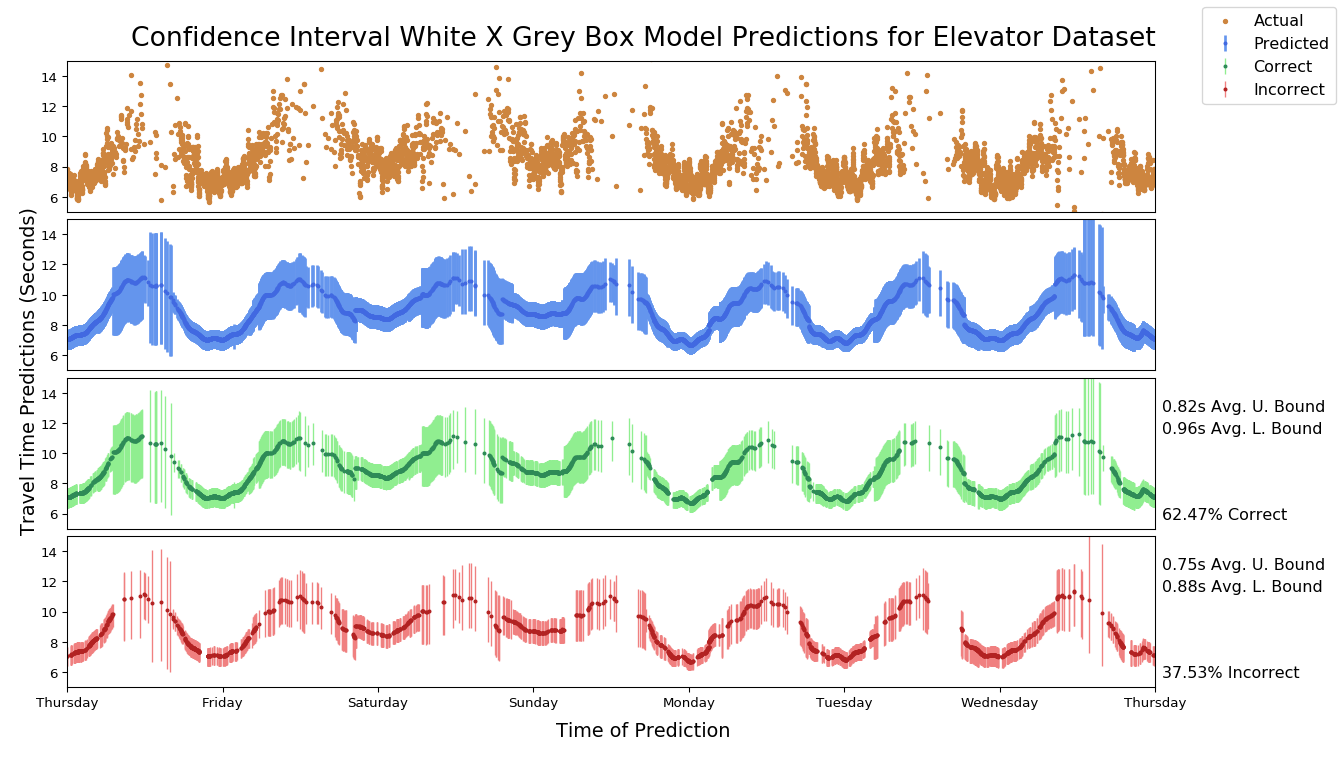 Confidence Interval White X Grey Box Model Predictions for Elevator Dataset
Actual
Predicted
Correct
Incorrect
Travel Time Predictions (Seconds)
14
12
10
8
6
14
12
10
8
6
14
12
10
8
6
0.82s Avg. U. Bound
0.96s Avg. L. Bound
62.47% Correct
14
12
10
8
6
0.75s Avg. U. Bound
0.88s Avg. L. Bound
37.53% Incorrect
Thursday Friday Saturday Sunday Monday Tuesday Wednesday Thursday
Time of Prediction